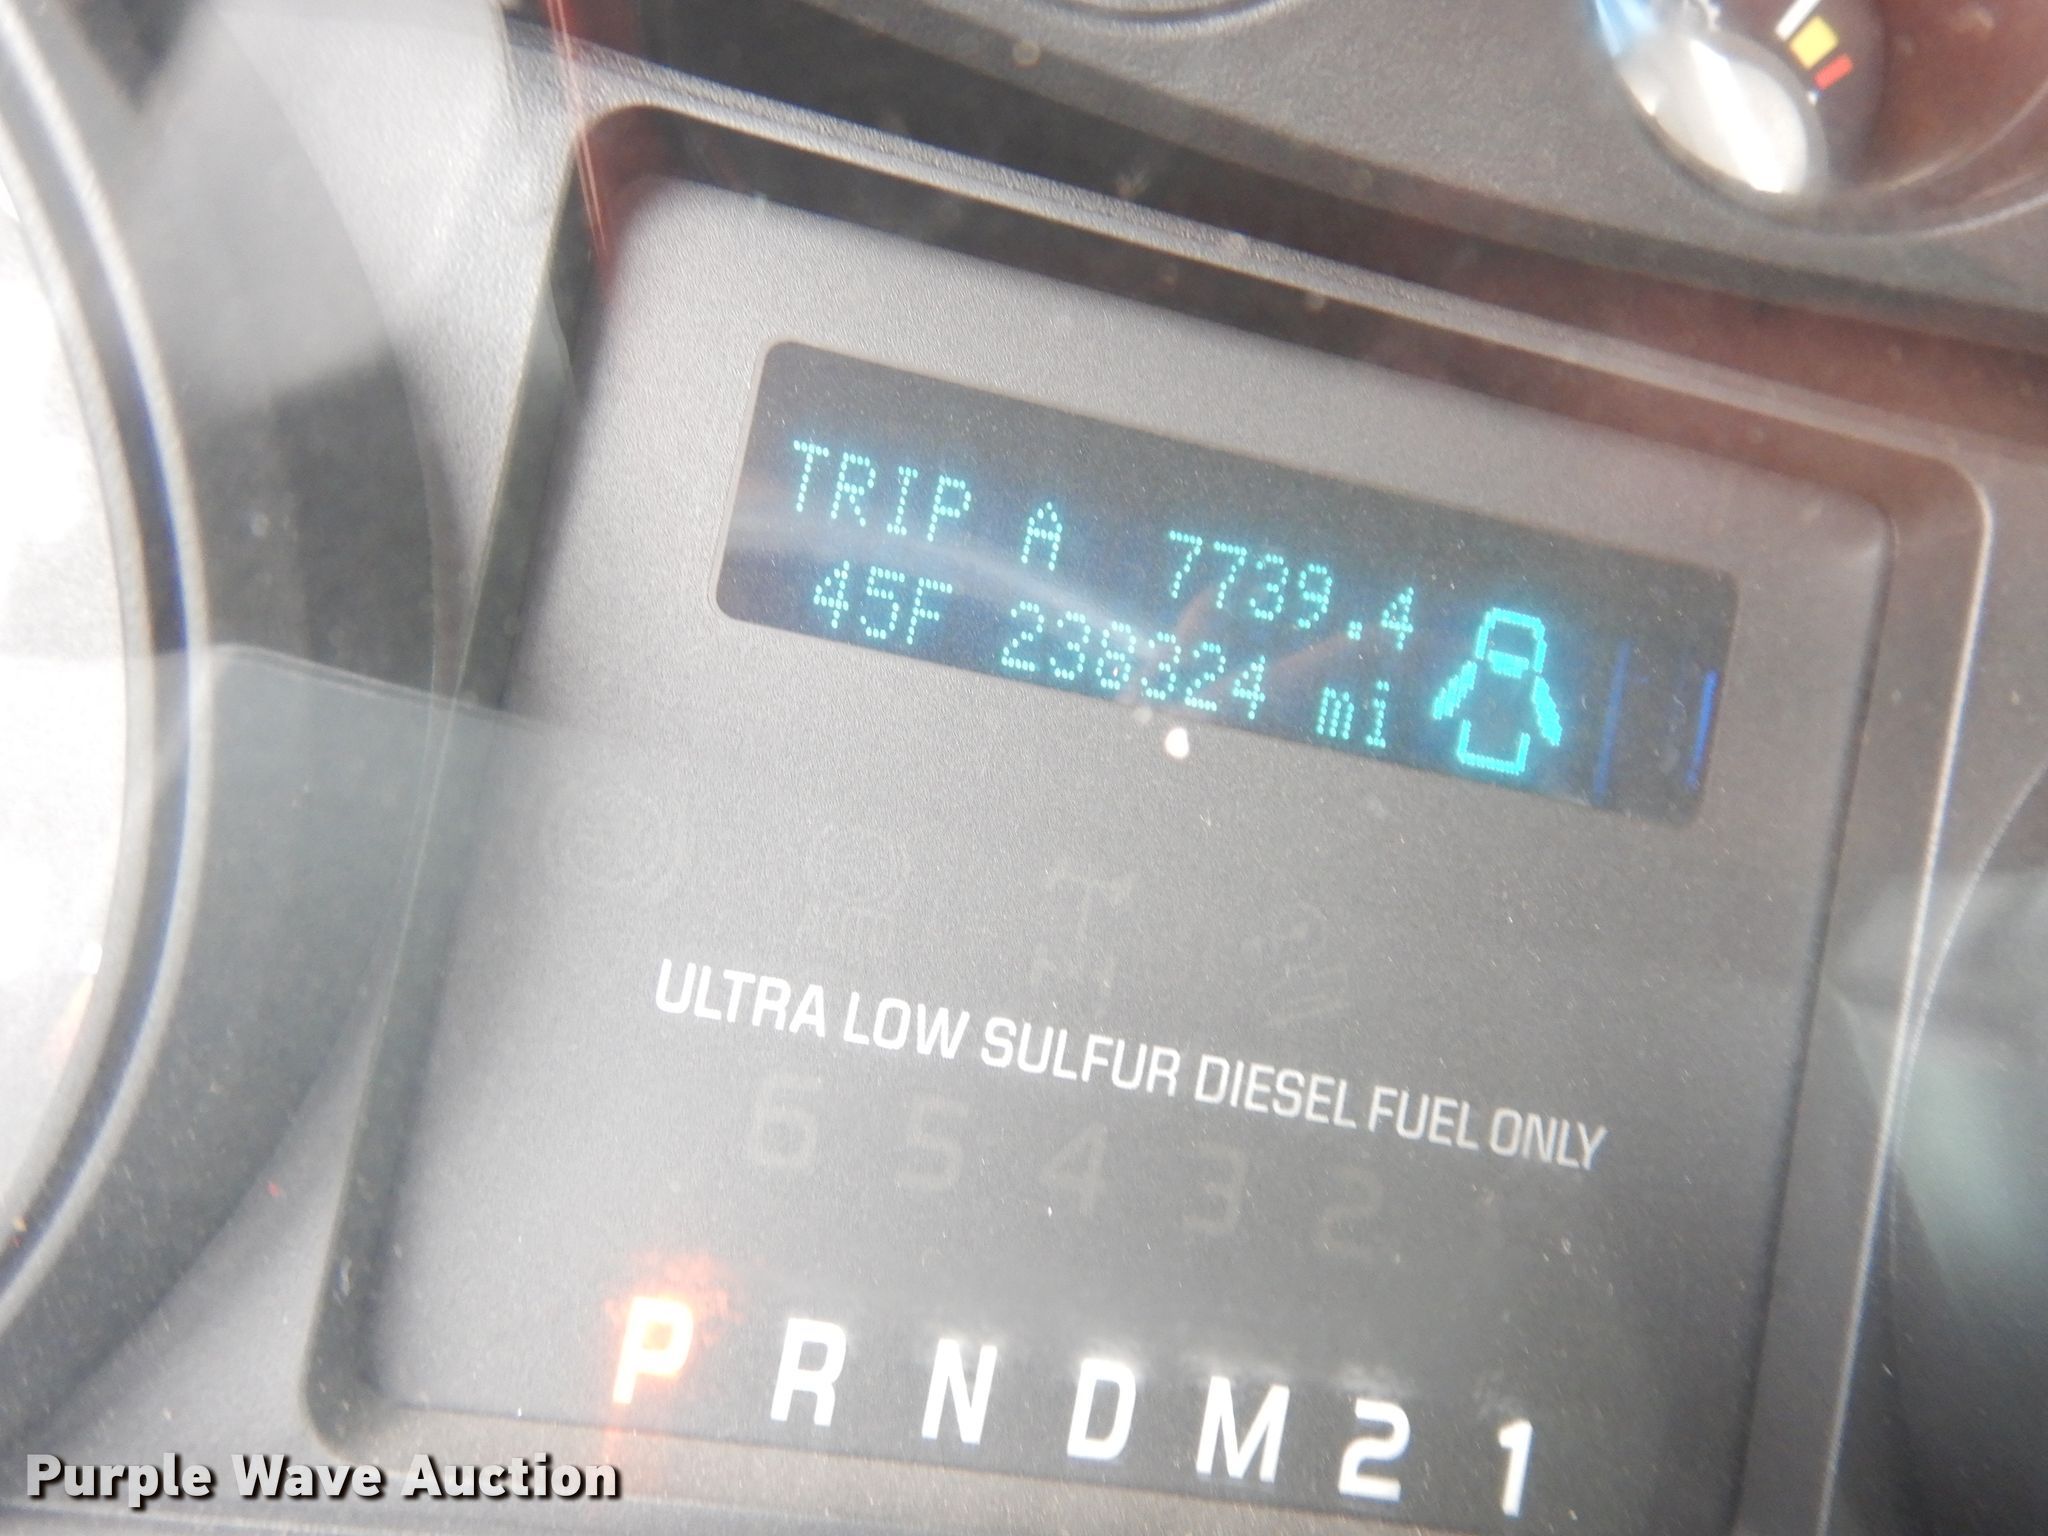 TRIP A 7739.4
45F 238324 mi
ULTRA LOW SULFUR DIESEL FUEL ONLY
6 5 4 3 2
P R N D M 2 1
Purple Wave Auction